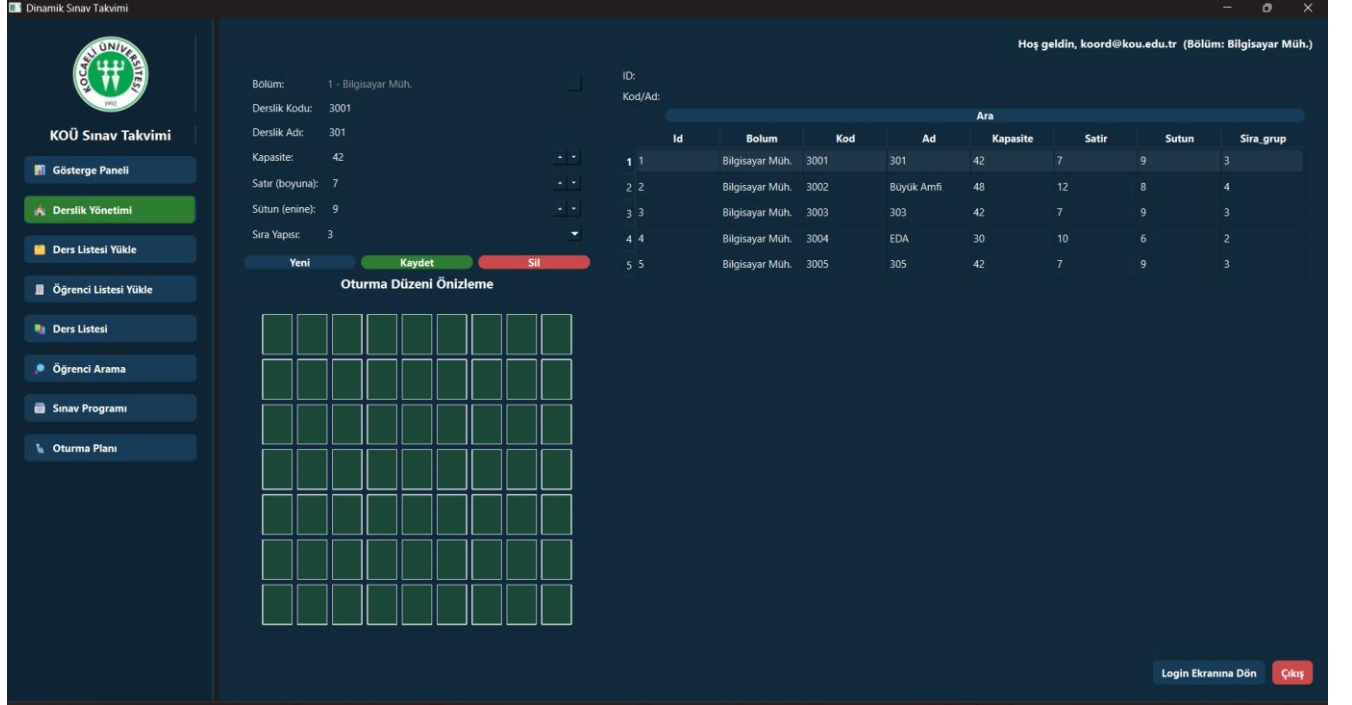 Dinamik Sınav Takvimi
KOCAELİ ÜNİVERSİTESİ
1992
KOÜ Sınav Takvimi
Gösterge Paneli
Derslik Yönetimi
Ders Listesi Yükle
Öğrenci Listesi Yükle
Ders Listesi
Öğrenci Arama
Sınav Programı
Oturma Planı
Hoş geldin, koord@kou.edu.tr (Bölüm: Bilgisayar Müh.)
Bölüm: 1 - Bilgisayar Müh.
Derslik Kodu: 3001
Derslik Adı: 301
Kapasite: 42
Satır (boyuna): 7
Sütun (enine): 9
Sıra Yapısı: 3
Yeni Kaydet Sil
Oturma Düzeni Önizleme
ID:
Kod/Ad:
Ara
Id Bolum Kod Ad Kapasite Satir Sutun Sira_grup
1 1 Bilgisayar Müh. 3001 301 42 7 9 3
2 2 Bilgisayar Müh. 3002 Büyük Amfi 48 12 8 4
3 3 Bilgisayar Müh. 3003 303 42 7 9 3
4 4 Bilgisayar Müh. 3004 EDA 30 10 6 2
5 5 Bilgisayar Müh. 3005 305 42 7 9 3
Login Ekranına Dön Çıkış